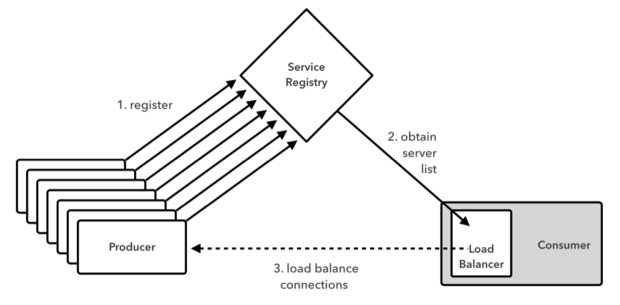 Service
Registry
1. register
2. obtain
server
list
Producer
Load
Balancer
Consumer
3. load balance
connections